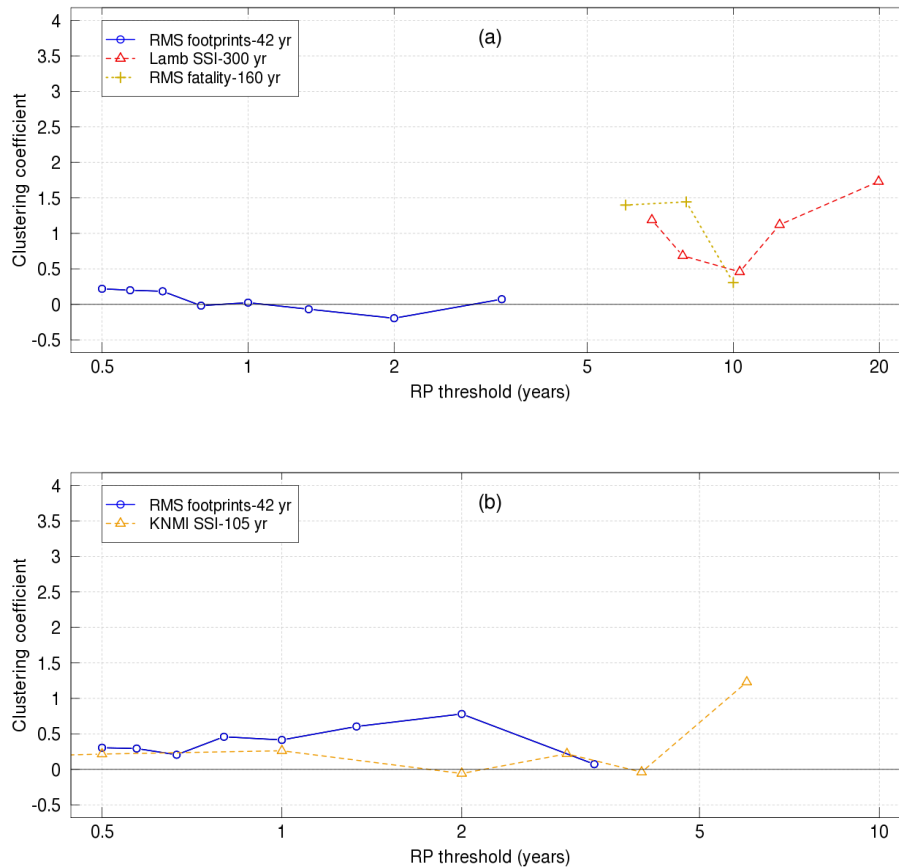 (a)
RMS footprints-42 yr
Lamb SSI-300 yr
RMS fatality-160 yr
Clustering coefficient
4
3.5
3
2.5
2
1.5
1
0.5
0
-0.5
0.5 1 2 5 10 20
RP threshold (years)
(b)
RMS footprints-42 yr
KNMI SSI-105 yr
Clustering coefficient
4
3.5
3
2.5
2
1.5
1
0.5
0
-0.5
0.5 1 2 5 10
RP threshold (years)